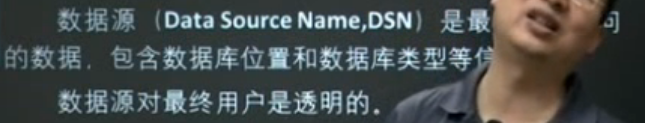 数据源（Data Source Name,DSN）是最 问
的数据，包含数据库位置和数据库类型等
数据源对最终用户是透明的。